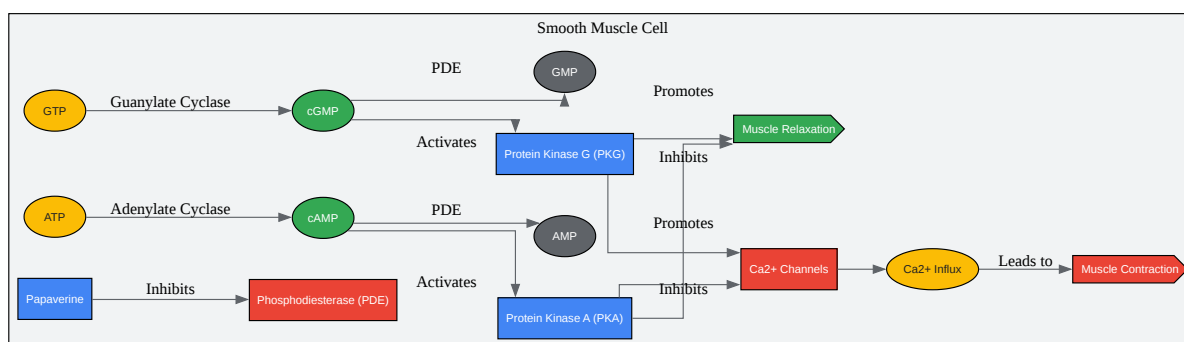 Smooth Muscle Cell
PDE
GMP
GTP
Guanylate Cyclase
cGMP
Promotes
Muscle Relaxation
Activates
Protein Kinase G (PKG)
Inhibits
ATP
Adenylate Cyclase
cAMP
PDE
AMP
Promotes
Ca2+ Channels
Ca2+ Influx
Leads to
Muscle Contraction
Activates
Inhibits
Papaverine
Inhibits
Phosphodiesterase (PDE)
Protein Kinase A (PKA)